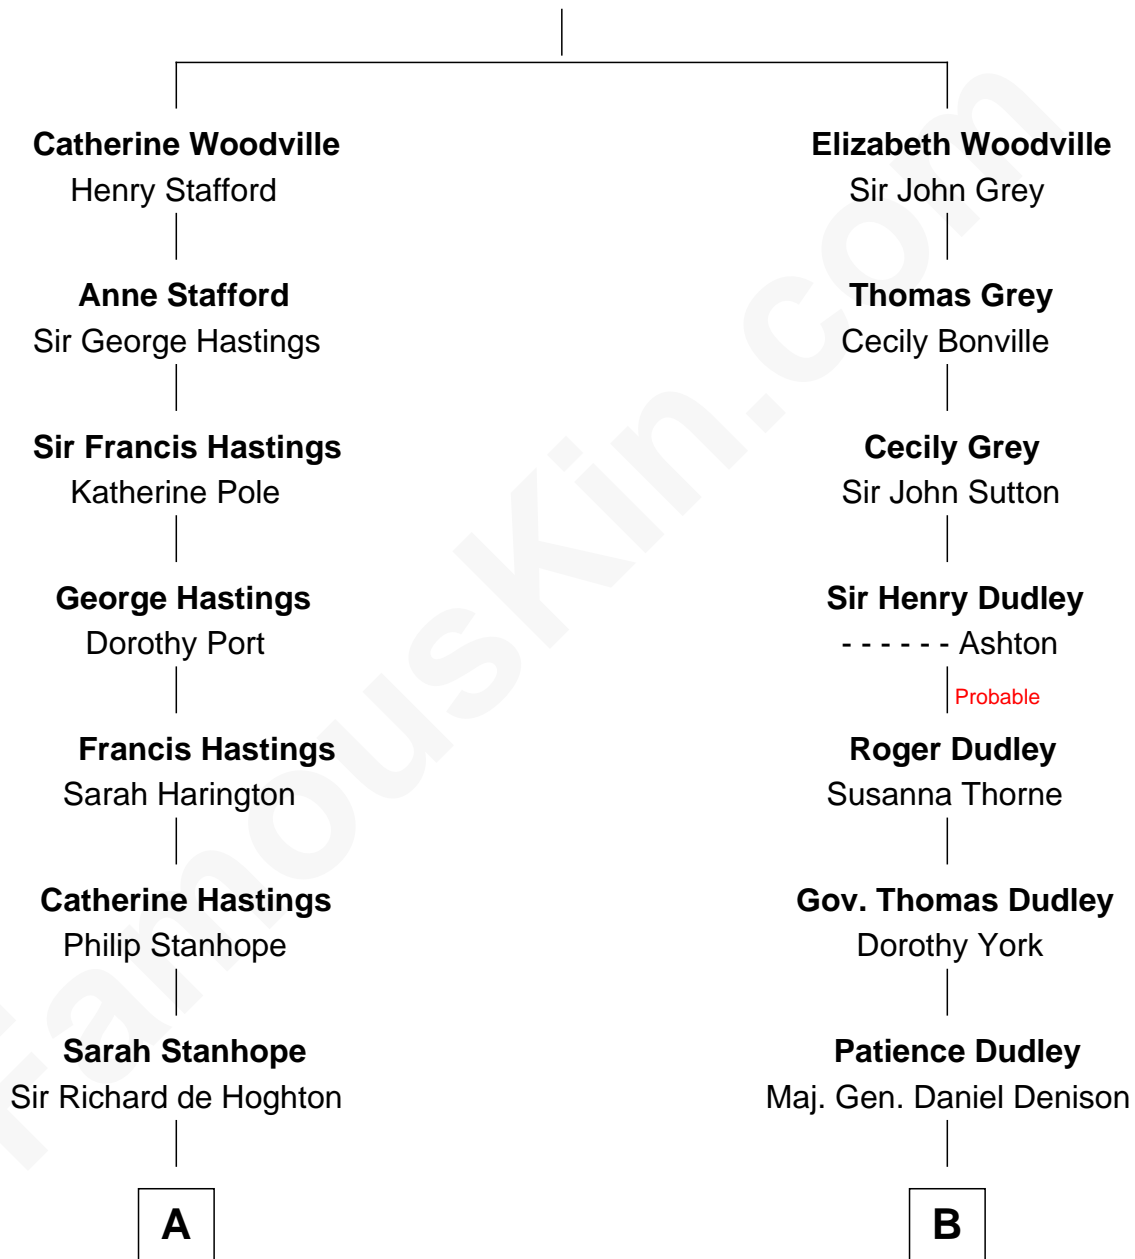 Catherine Woodville
Henry Stafford
Anne Stafford
Sir George Hastings
Sir Francis Hastings
Katherine Pole
George Hastings
Dorothy Port
Francis Hastings
Sarah Harington
Catherine Hastings
Philip Stanhope
Sarah Stanhope
Sir Richard de Hoghton
A
Elizabeth Woodville
Sir John Grey
Thomas Grey
Cecily Bonville
Cecily Grey
Sir John Sutton
Sir Henry Dudley
- - - - - - Ashton
Probable
Roger Dudley
Susanna Thorne
Gov. Thomas Dudley
Dorothy York
Patience Dudley
Maj. Gen. Daniel Denison
B
FamousKin.com